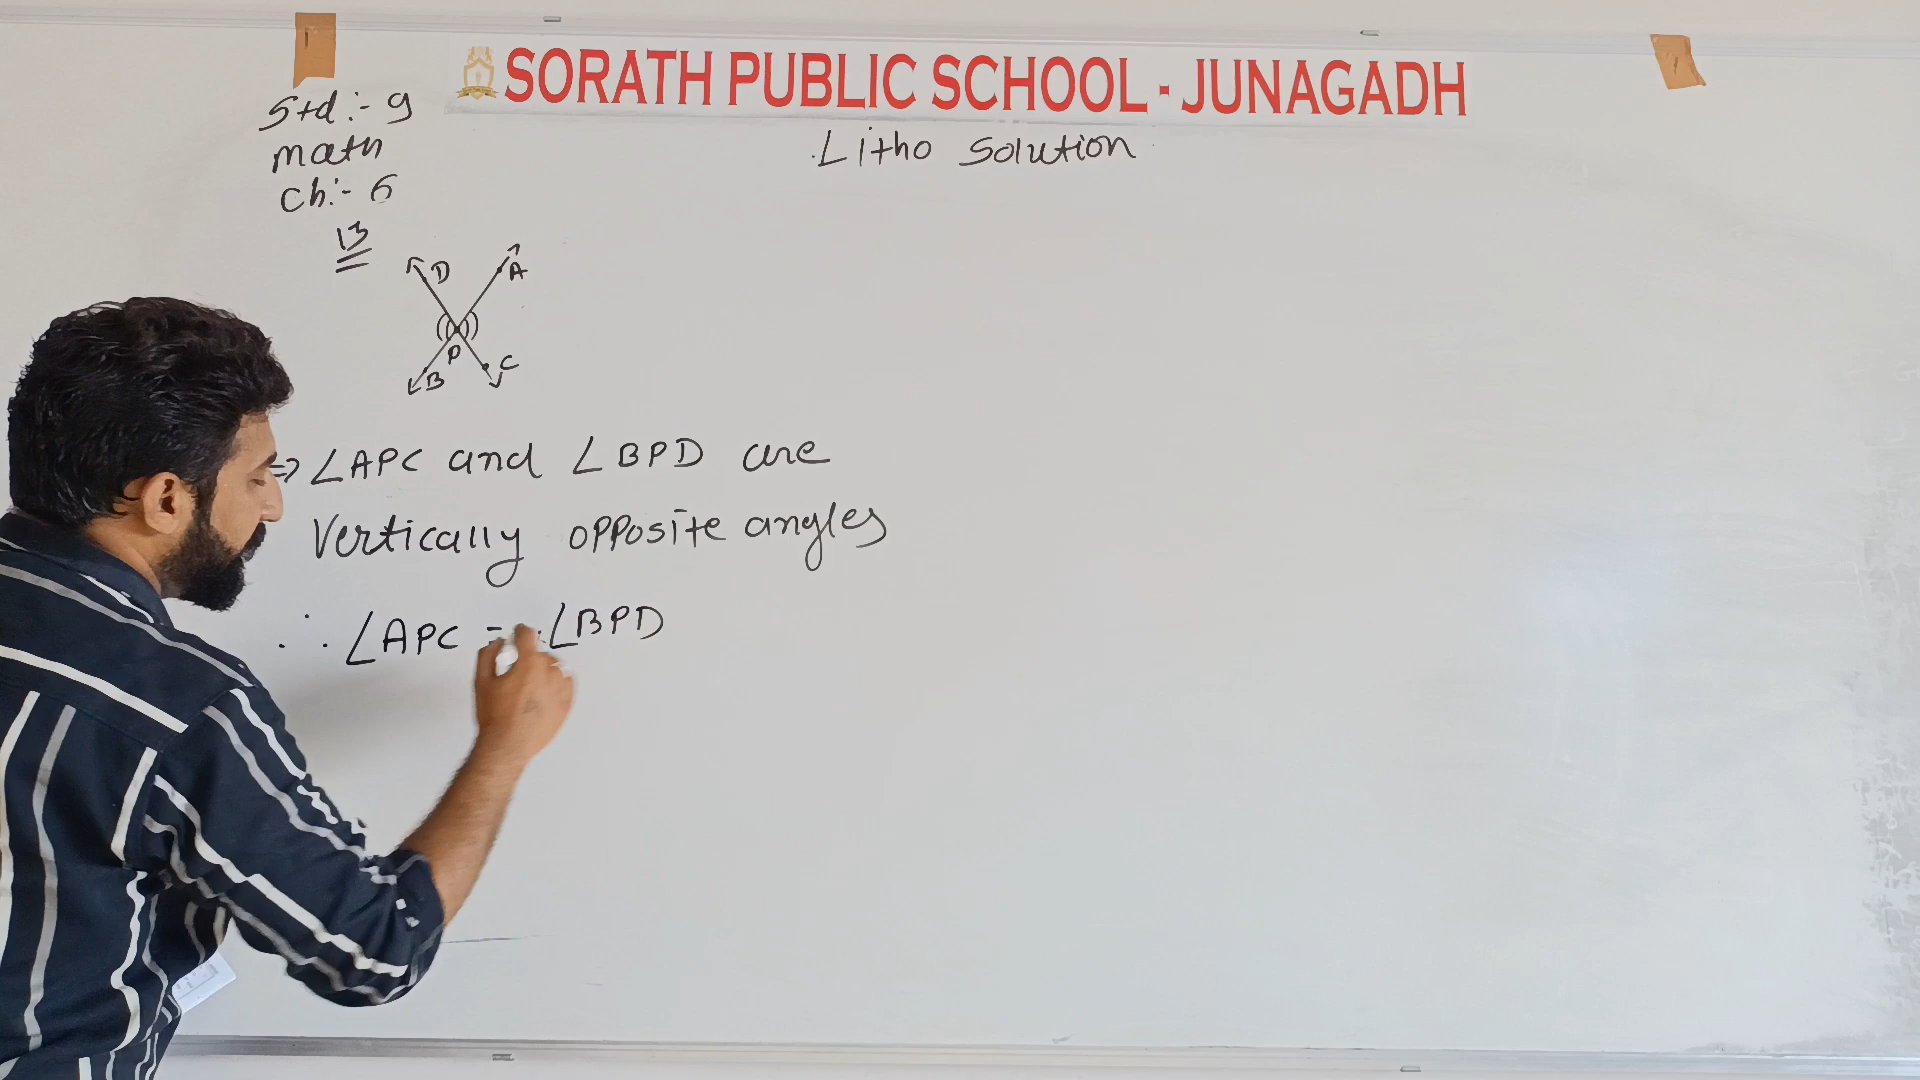 SORATH PUBLIC SCHOOL - JUNAGADH
Std:- 9
math
Ch:- 6
Litho Solution
13
D
A
P
C
B
⇒ ∠APC and ∠BPD are
Vertically opposite angles
∴ ∠APC = ∠BPD